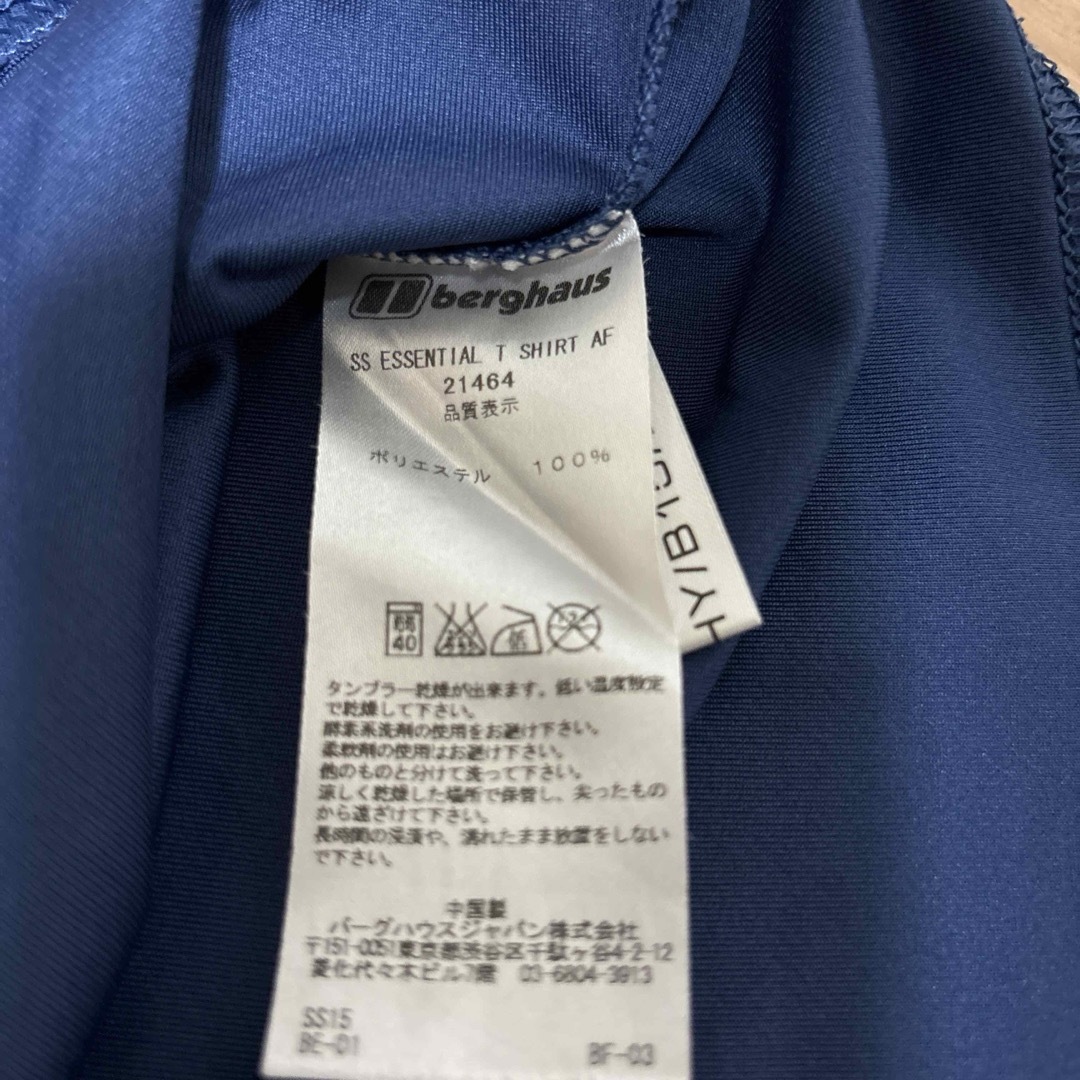 berghaus
SS ESSENTIAL T SHIRT AF
21464
品質表示
ポリエステル 100%
40
タンブラー乾燥が出来ます。低い温度設定
で乾燥して下さい。
酵素系洗剤の使用をお避け下さい。
柔軟剤の使用はお避け下さい。
他のものと分けて洗って下さい。
涼しく乾燥した場所で保管し、尖ったもの
から遠ざけて下さい。
長時間の浸漬や、濡れたまま放置をしない
で下さい。
中国製
バーグハウスジャパン株式会社
〒151-0051東京都渋谷区千駄ヶ谷4-2-12
菱化代々木ビル7階 03-6804-3913
SS15
BE-01 BF-03
HY/B15